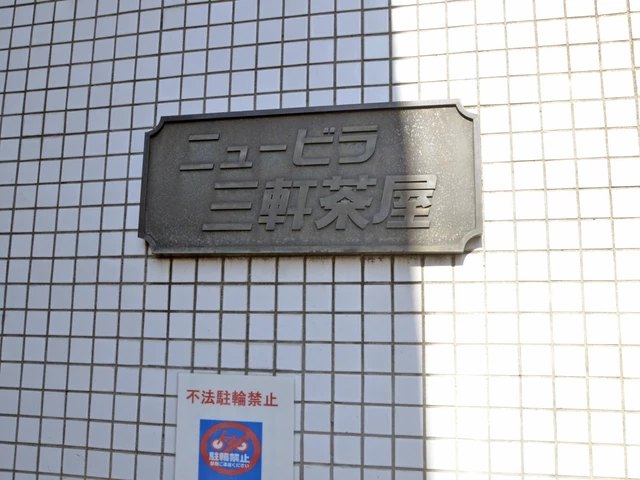 ニュービラ
三軒茶屋
不法駐輪禁止
駐輪禁止